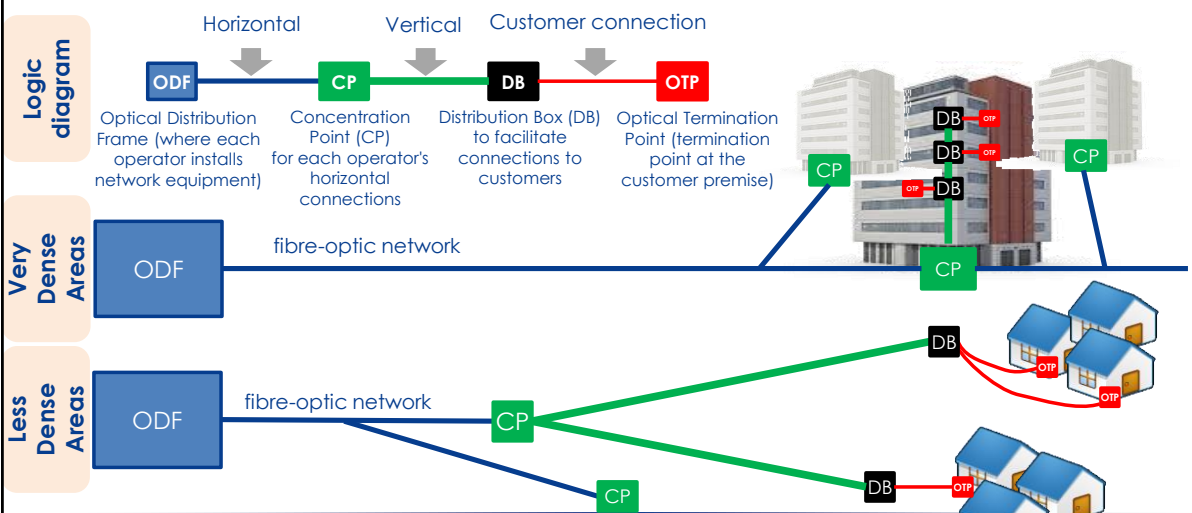 Logic
diagram
Horizontal
Vertical
Customer connection
ODF
CP
DB
OTP
Optical Distribution
Frame (where each
operator installs
network equipment)
Concentration
Point (CP)
for each operator's
horizontal
connections
Distribution Box (DB)
to facilitate
connections to
customers
Optical Termination
Point (termination
point at the
customer premise)
DB
OTP
DB
OTP
OTP
DB
CP
CP
Very
Dense
Areas
ODF
fibre-optic network
CP
Less
Dense
Areas
ODF
fibre-optic network
CP
DB
OTP
OTP
CP
DB
OTP